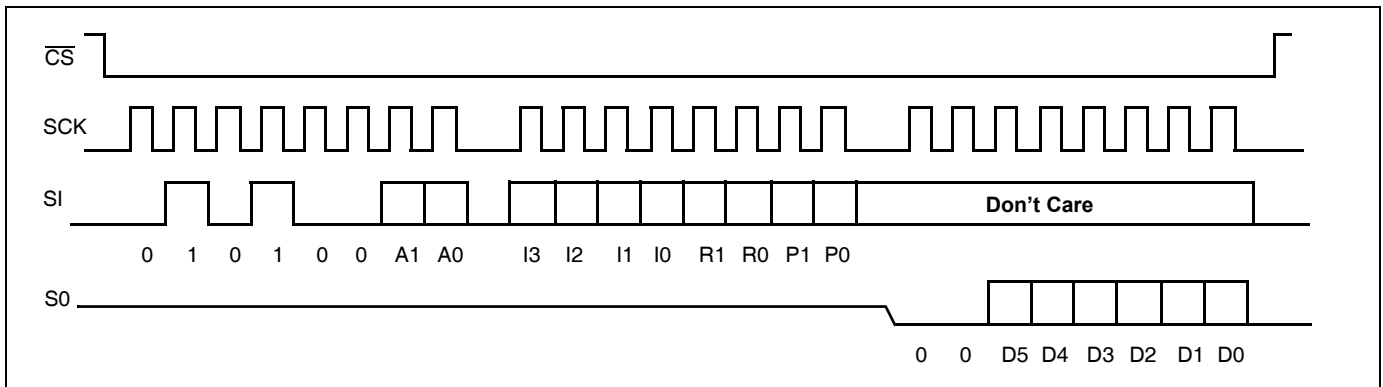 CS
SCK
SI
Don't Care
0 1 0 1 0 0 A1 A0 I3 I2 I1 I0 R1 R0 P1 P0
S0
0 0 D5 D4 D3 D2 D1 D0